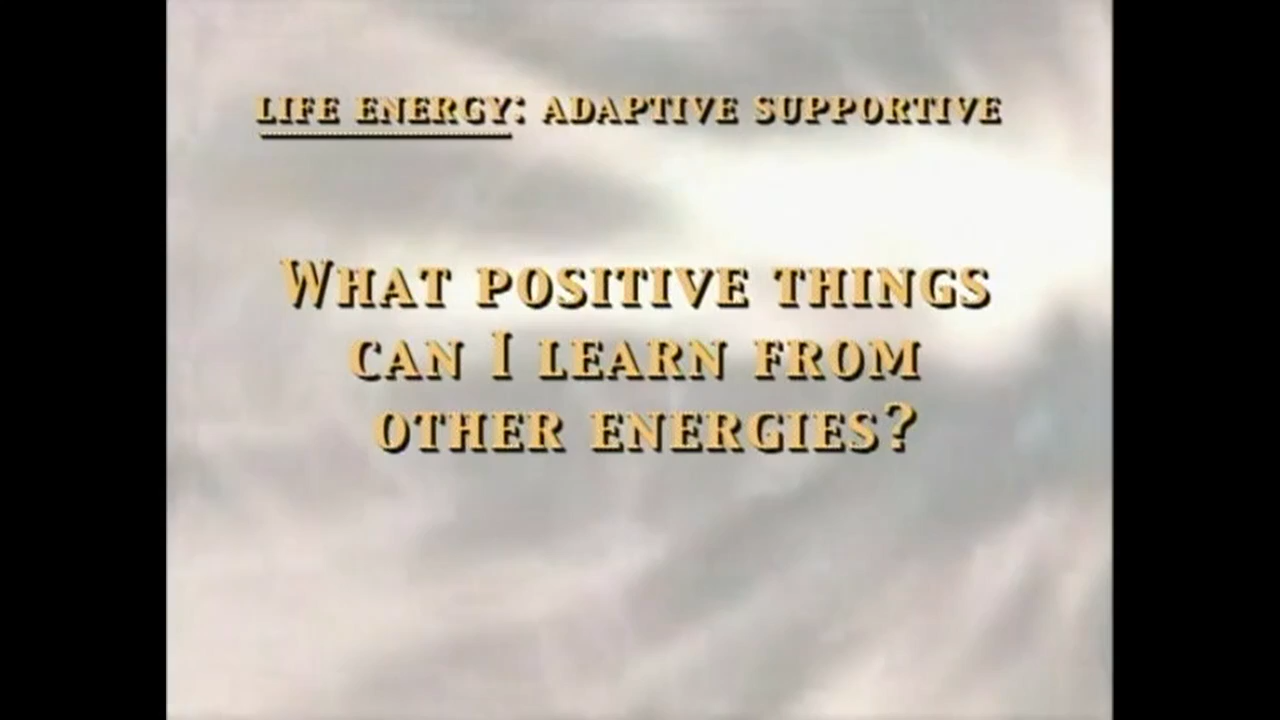 LIFE ENERGY: ADAPTIVE SUPPORTIVE
WHAT POSITIVE THINGS
CAN I LEARN FROM
OTHER ENERGIES?